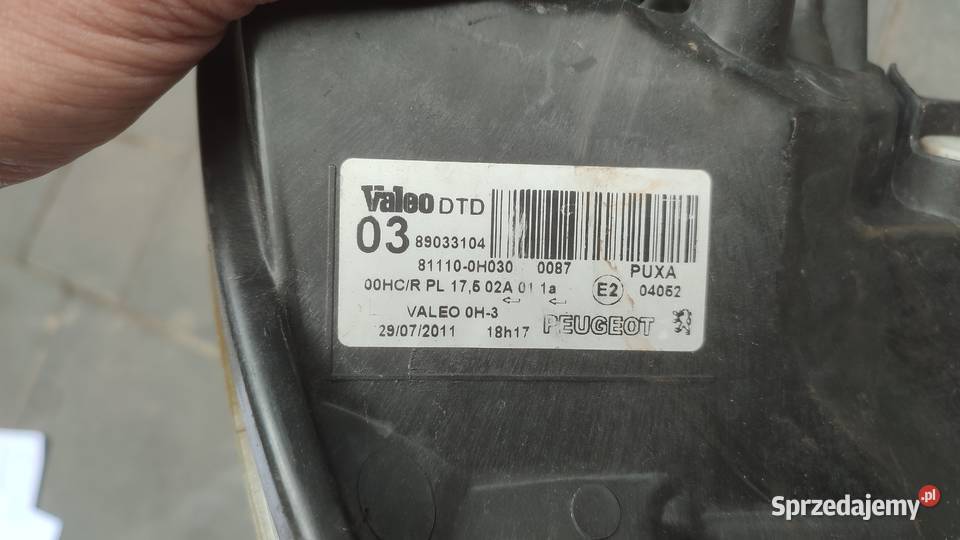 Valeo DTD
03 89033104
81110-0H030 0087 PUXA
00HC/R PL 17,5 02A 01 1a E2 04052
VALEO 0H-3
29/07/2011 18h17 PEUGEOT
Sprzedajemy.pl